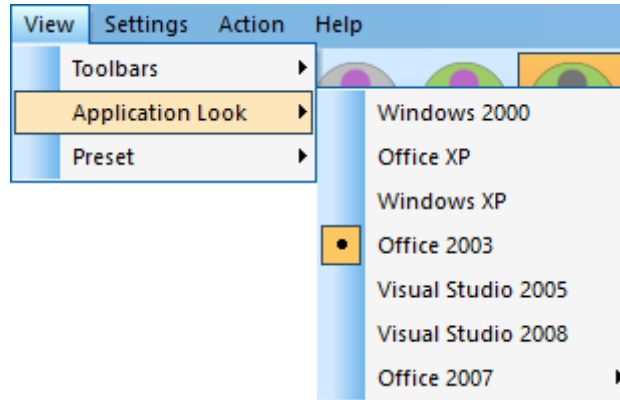 View Settings Action Help
Toolbars
Application Look
Preset
Windows 2000
Office XP
Windows XP
Office 2003
Visual Studio 2005
Visual Studio 2008
Office 2007